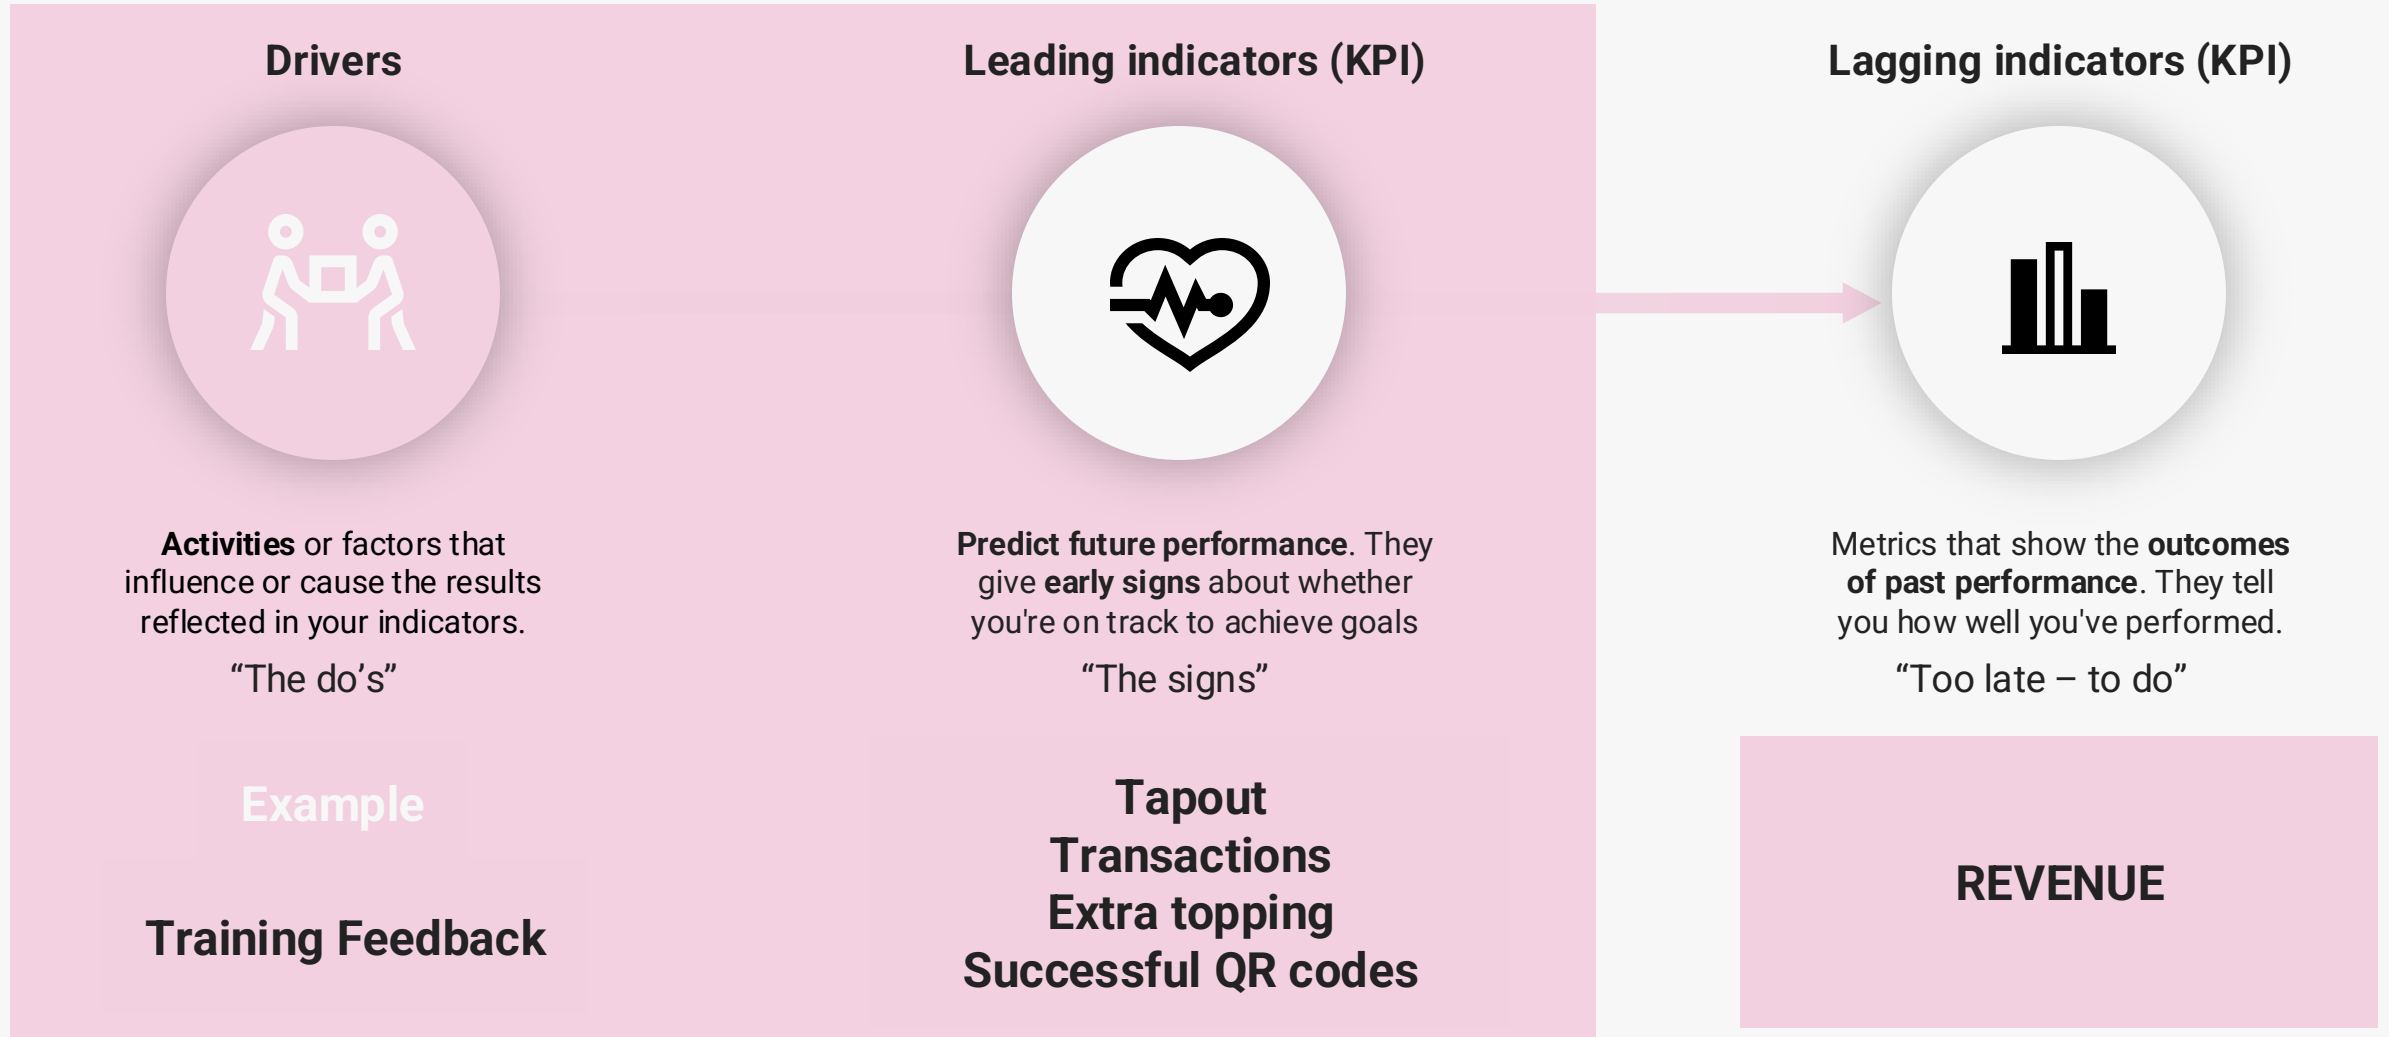 Drivers
Activities or factors that
influence or cause the results
reflected in your indicators.
“The do’s”
Example
Training Feedback
Leading indicators (KPI)
Predict future performance. They
give early signs about whether
you're on track to achieve goals
“The signs”
Tapout
Transactions
Extra topping
Successful QR codes
Lagging indicators (KPI)
Metrics that show the outcomes
of past performance. They tell
you how well you've performed.
“Too late – to do”
REVENUE